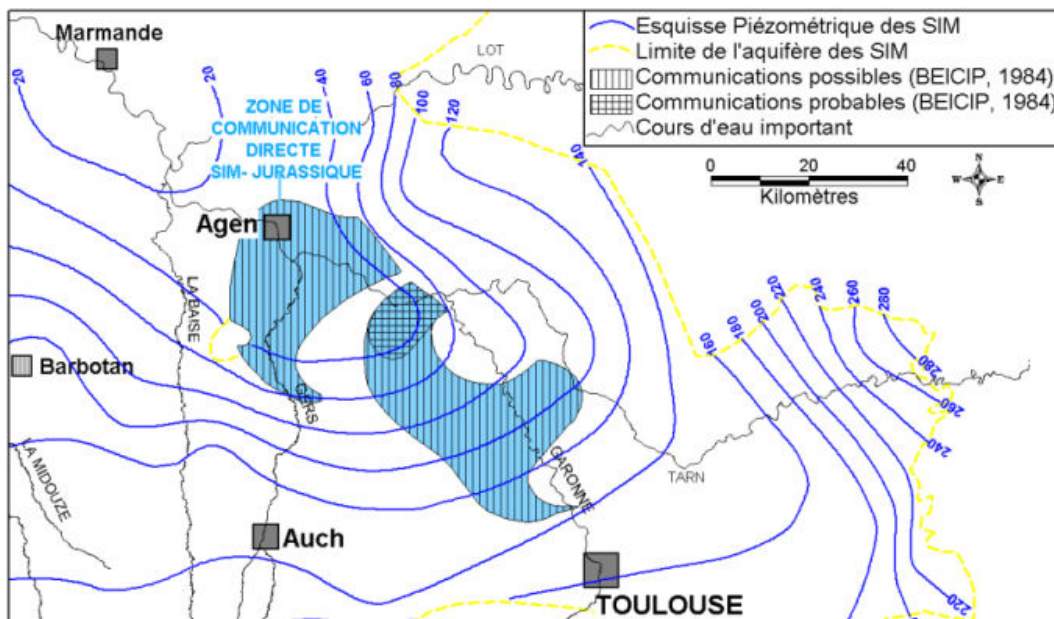 Marmande
Esquisse Piézométrique des SIM
Limite de l'aquifère des SIM
Communications possibles (BEICIP, 1984)
Communications probables (BEICIP, 1984)
Cours d'eau important
0 20 40
Kilomètres
N
W E
S
LOT
20
20
40
60
80
100
120
140
ZONE DE
COMMUNICATION
DIRECTE
SIM- JURASSIQUE
Agen
LA BAISE
Barbotan
GERS
LA MIDOUZE
Auch
GARONNE
TARN
TOULOUSE
160
180
200
220
240
260
280
280
260
240
220